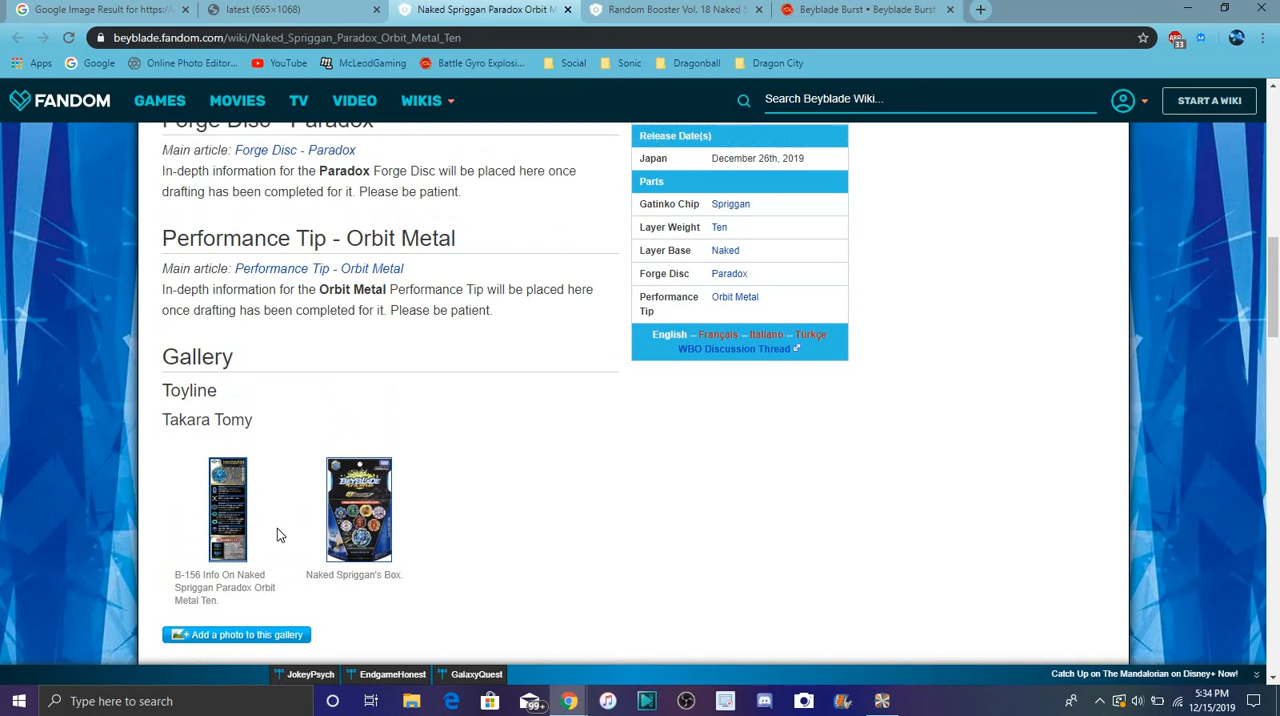 Google Image Result for https://
latest (665×1068)
Naked Spriggan Paradox Orbit M
Random Booster Vol. 18 Naked S
Beyblade Burst • Beyblade Burst
beyblade.fandom.com/wiki/Naked_Spriggan_Paradox_Orbit_Metal_Ten
33
Apps
Google
Online Photo Editor...
YouTube
McLeodGaming
Battle Gyro Explosi...
Social
Sonic
Dragonball
Dragon City
FANDOM
GAMES
MOVIES
TV
VIDEO
WIKIS
Search Beyblade Wiki...
START A WIKI
Forge Disc - Paradox
Main article: Forge Disc - Paradox
In-depth information for the Paradox Forge Disc will be placed here once
drafting has been completed for it. Please be patient.
Performance Tip - Orbit Metal
Main article: Performance Tip - Orbit Metal
In-depth information for the Orbit Metal Performance Tip will be placed here
once drafting has been completed for it. Please be patient.
Gallery
Toyline
Takara Tomy
BEYBLADE
B-156 Info On Naked
Spriggan Paradox Orbit
Metal Ten.
Naked Spriggan's Box.
Add a photo to this gallery
Release Date(s)
Japan December 26th, 2019
Parts
Gatinko Chip Spriggan
Layer Weight Ten
Layer Base Naked
Forge Disc Paradox
Performance Orbit Metal
Tip
English – Français – Italiano – Türkçe
WBO Discussion Thread
JokeyPsych
EndgameHonest
GalaxyQuest
Catch Up on The Mandalorian on Disney+ Now!
Type here to search
99+
5:34 PM
12/15/2019